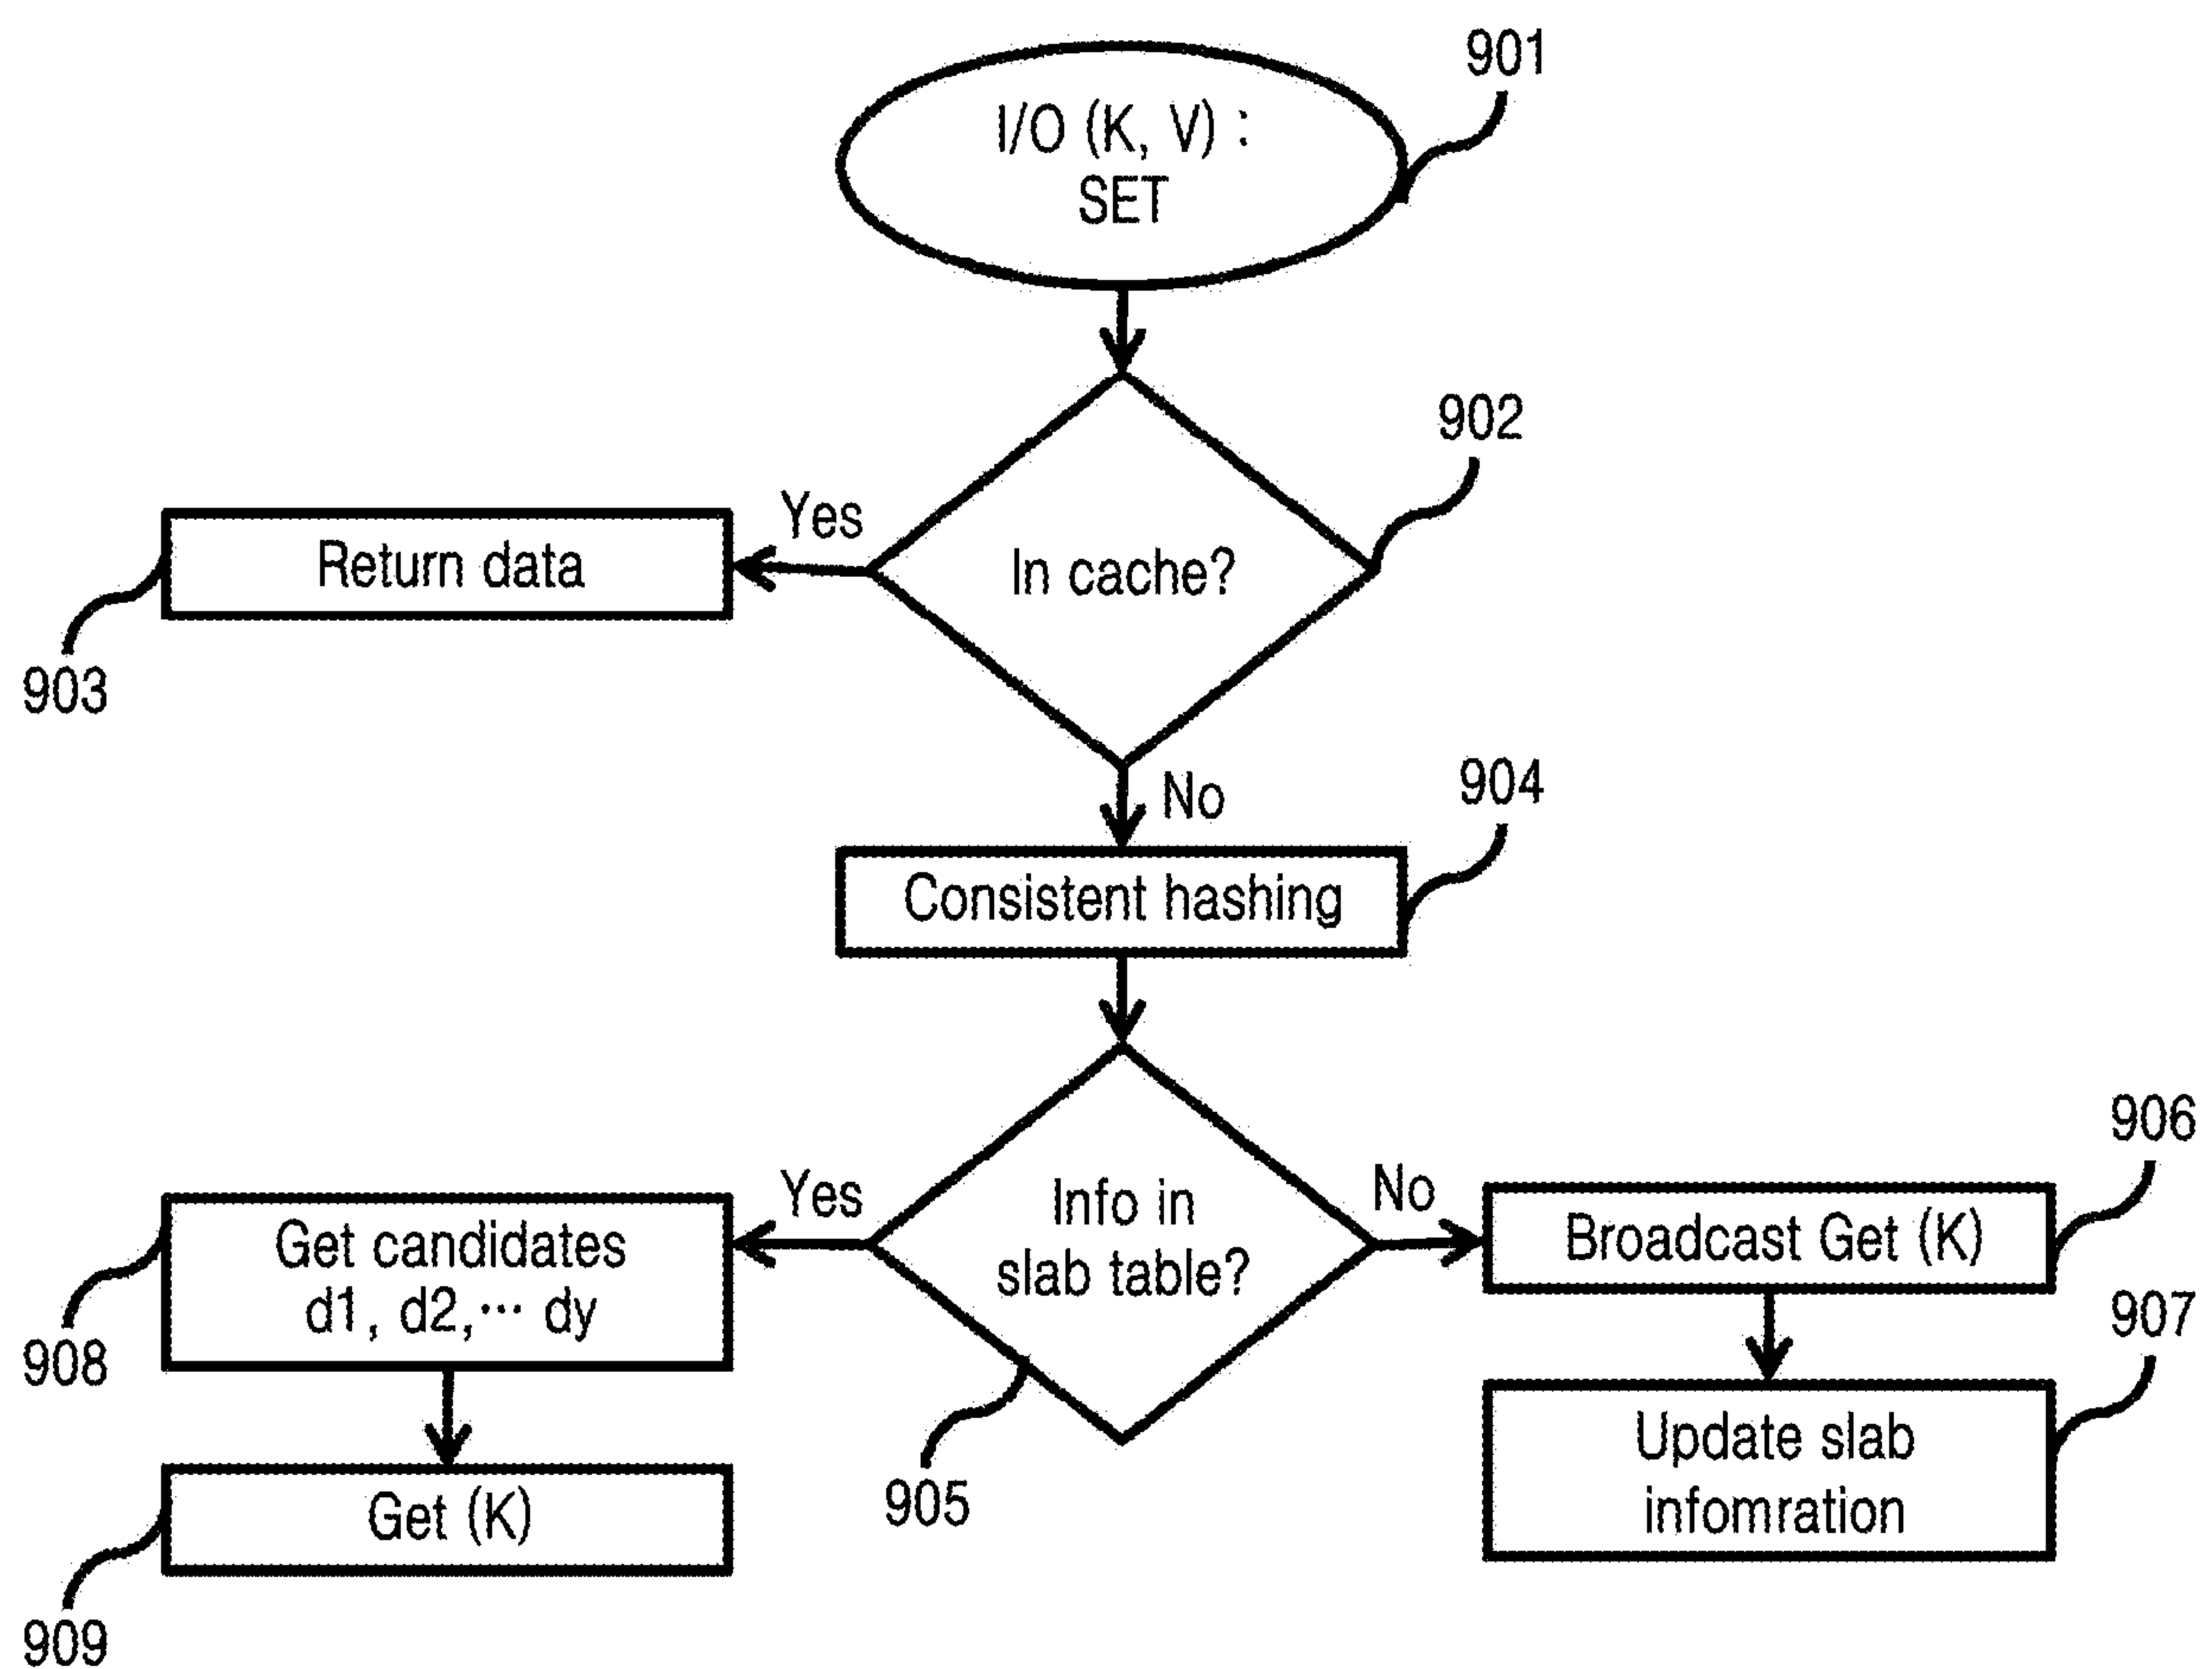 901
I/O (K, V) :
SET
902
Yes
Return data
In cache?
903
No
904
Consistent hashing
906
Yes
Info in
slab table?
No
Broadcast Get (K)
Get candidates
d1, d2,··· dy
907
908
Update slab
infomration
905
Get (K)
909